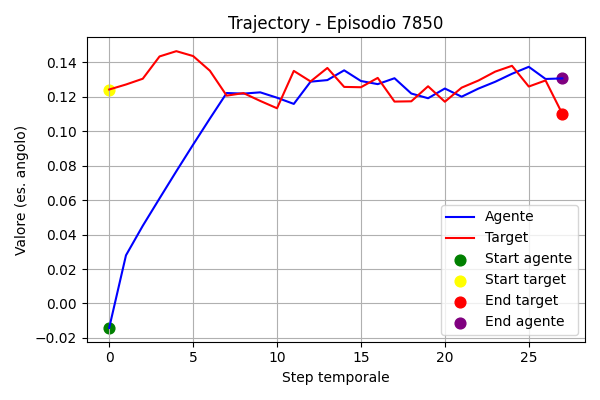 Trajectory - Episodio 7850
Valore (es. angolo)
0.14
0.12
0.10
0.08
0.06
0.04
0.02
0.00
−0.02
0
5
10
15
20
25
Step temporale
Agente
Target
Start agente
Start target
End target
End agente